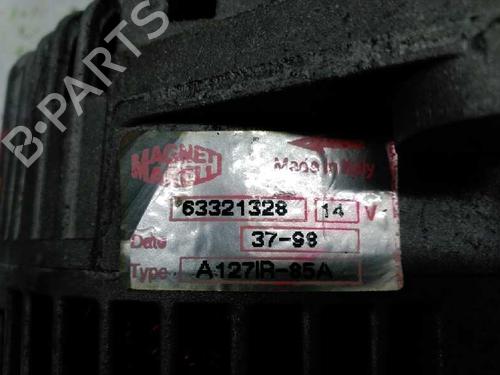 B-PARTS
MAGNETI
MARELLI
Made in Italy
63321328 14 V
Date 37-98
Type A127IR-85A